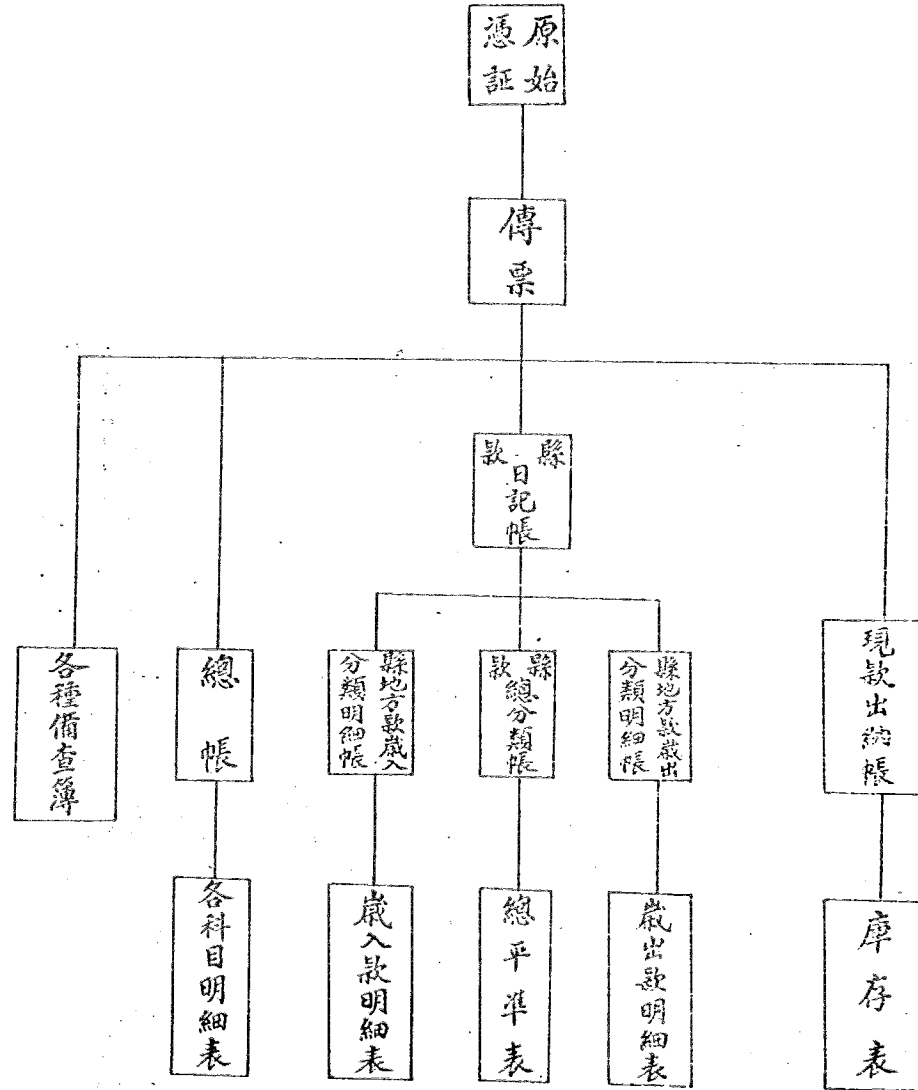 原始
憑証
傳票
縣款
日記帳
現款出納帳
縣地方款歲出
分類明細帳
縣款
總分類帳
縣地方款歲入
分類明細帳
總帳
各種備查簿
庫存表
歲出款明細表
總平準表
歲入款明細表
各科目明細表